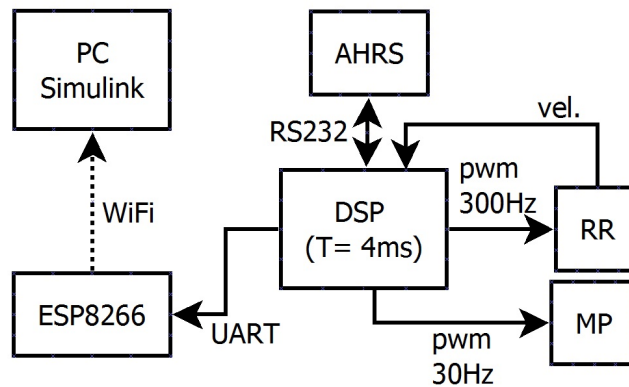 PC
Simulink
AHRS
RS232
vel.
WiFi
DSP
(T= 4ms)
pwm
300Hz
RR
ESP8266
UART
pwm
30Hz
MP